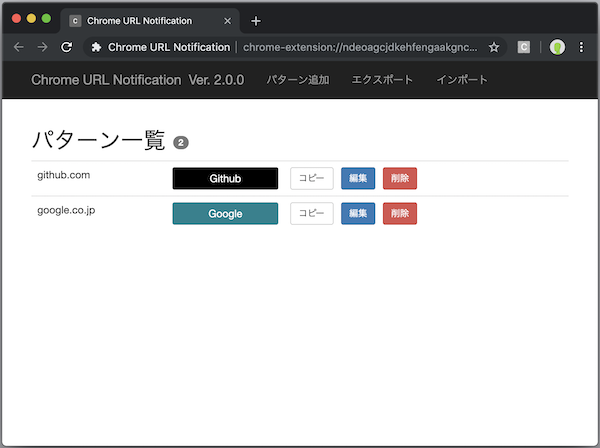 C Chrome URL Notification
Chrome URL Notification chrome-extension://ndeoagcjdkehfengaakgnc... C
Chrome URL Notification Ver. 2.0.0 パターン追加 エクスポート インポート
パターン一覧 2
github.com Github コピー 編集 削除
google.co.jp Google コピー 編集 削除